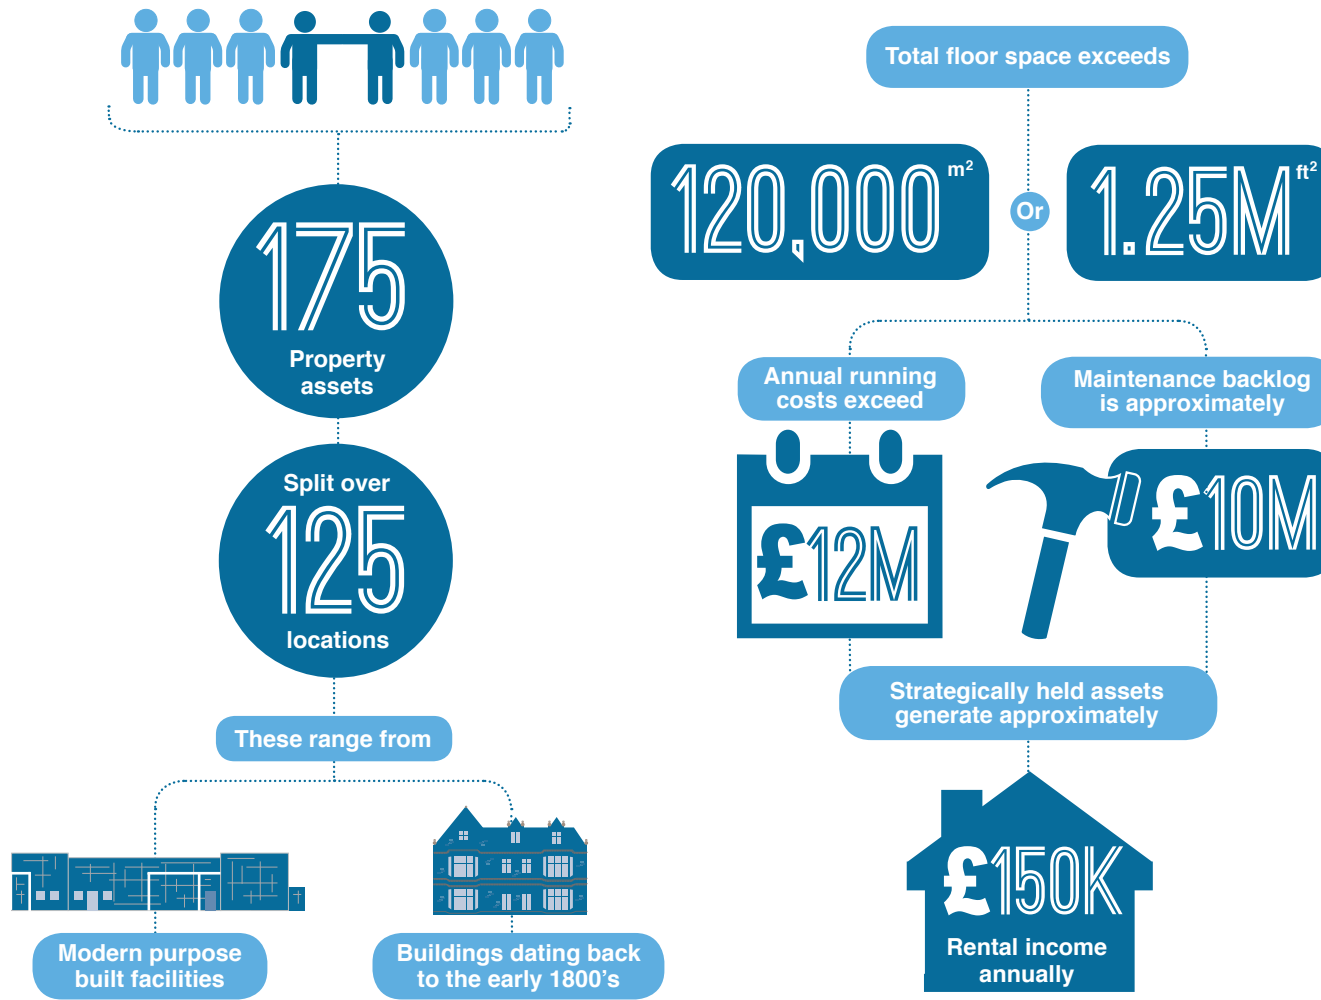 175
Property
assets
Split over
125
locations
These range from
Modern purpose
built facilities
Buildings dating back
to the early 1800's
Total floor space exceeds
120,000 m²
Or
1.25M ft²
Annual running
costs exceed
£12M
Maintenance backlog
is approximately
£10M
Strategically held assets
generate approximately
£150K
Rental income
annually